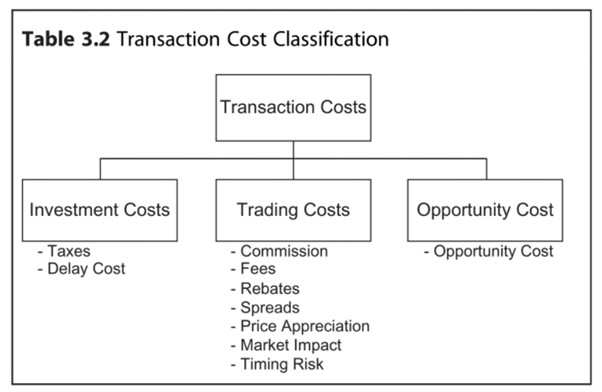 Table 3.2 Transaction Cost Classification
Transaction Costs
Investment Costs
- Taxes
- Delay Cost
Trading Costs
- Commission
- Fees
- Rebates
- Spreads
- Price Appreciation
- Market Impact
- Timing Risk
Opportunity Cost
- Opportunity Cost